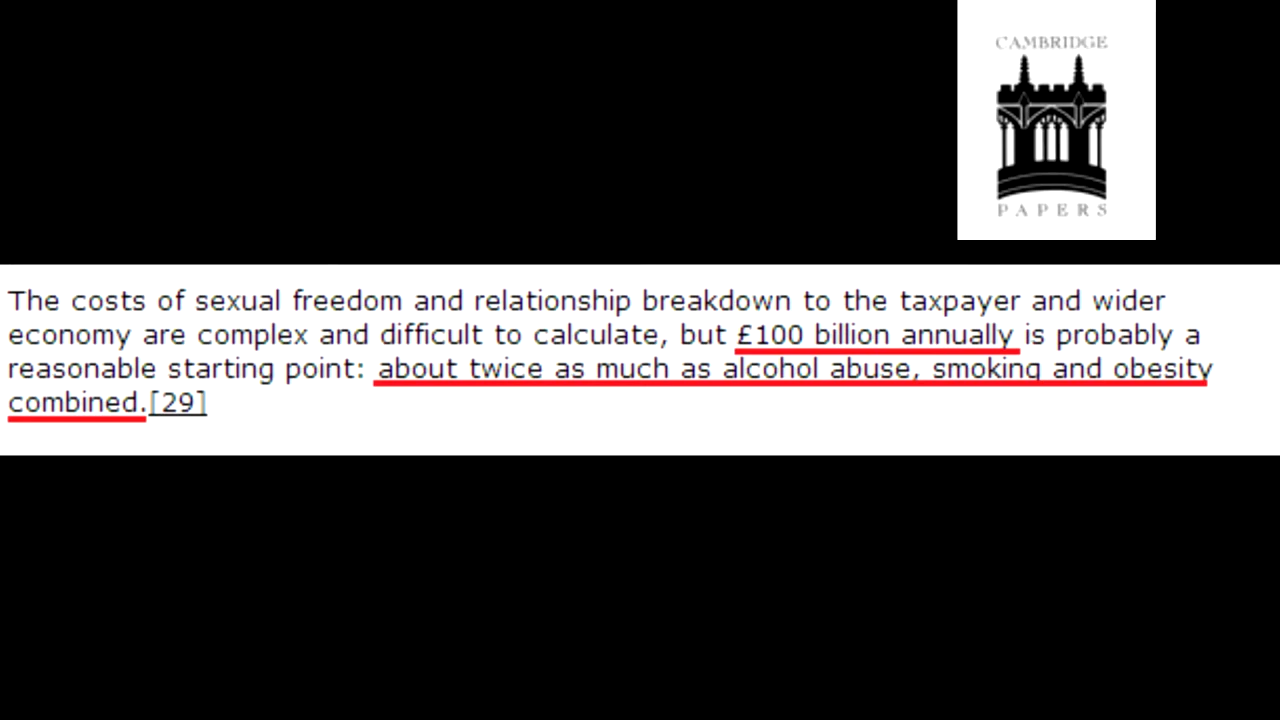 CAMBRIDGE
PAPERS
The costs of sexual freedom and relationship breakdown to the taxpayer and wider
economy are complex and difficult to calculate, but £100 billion annually is probably a
reasonable starting point: about twice as much as alcohol abuse, smoking and obesity
combined.[29]